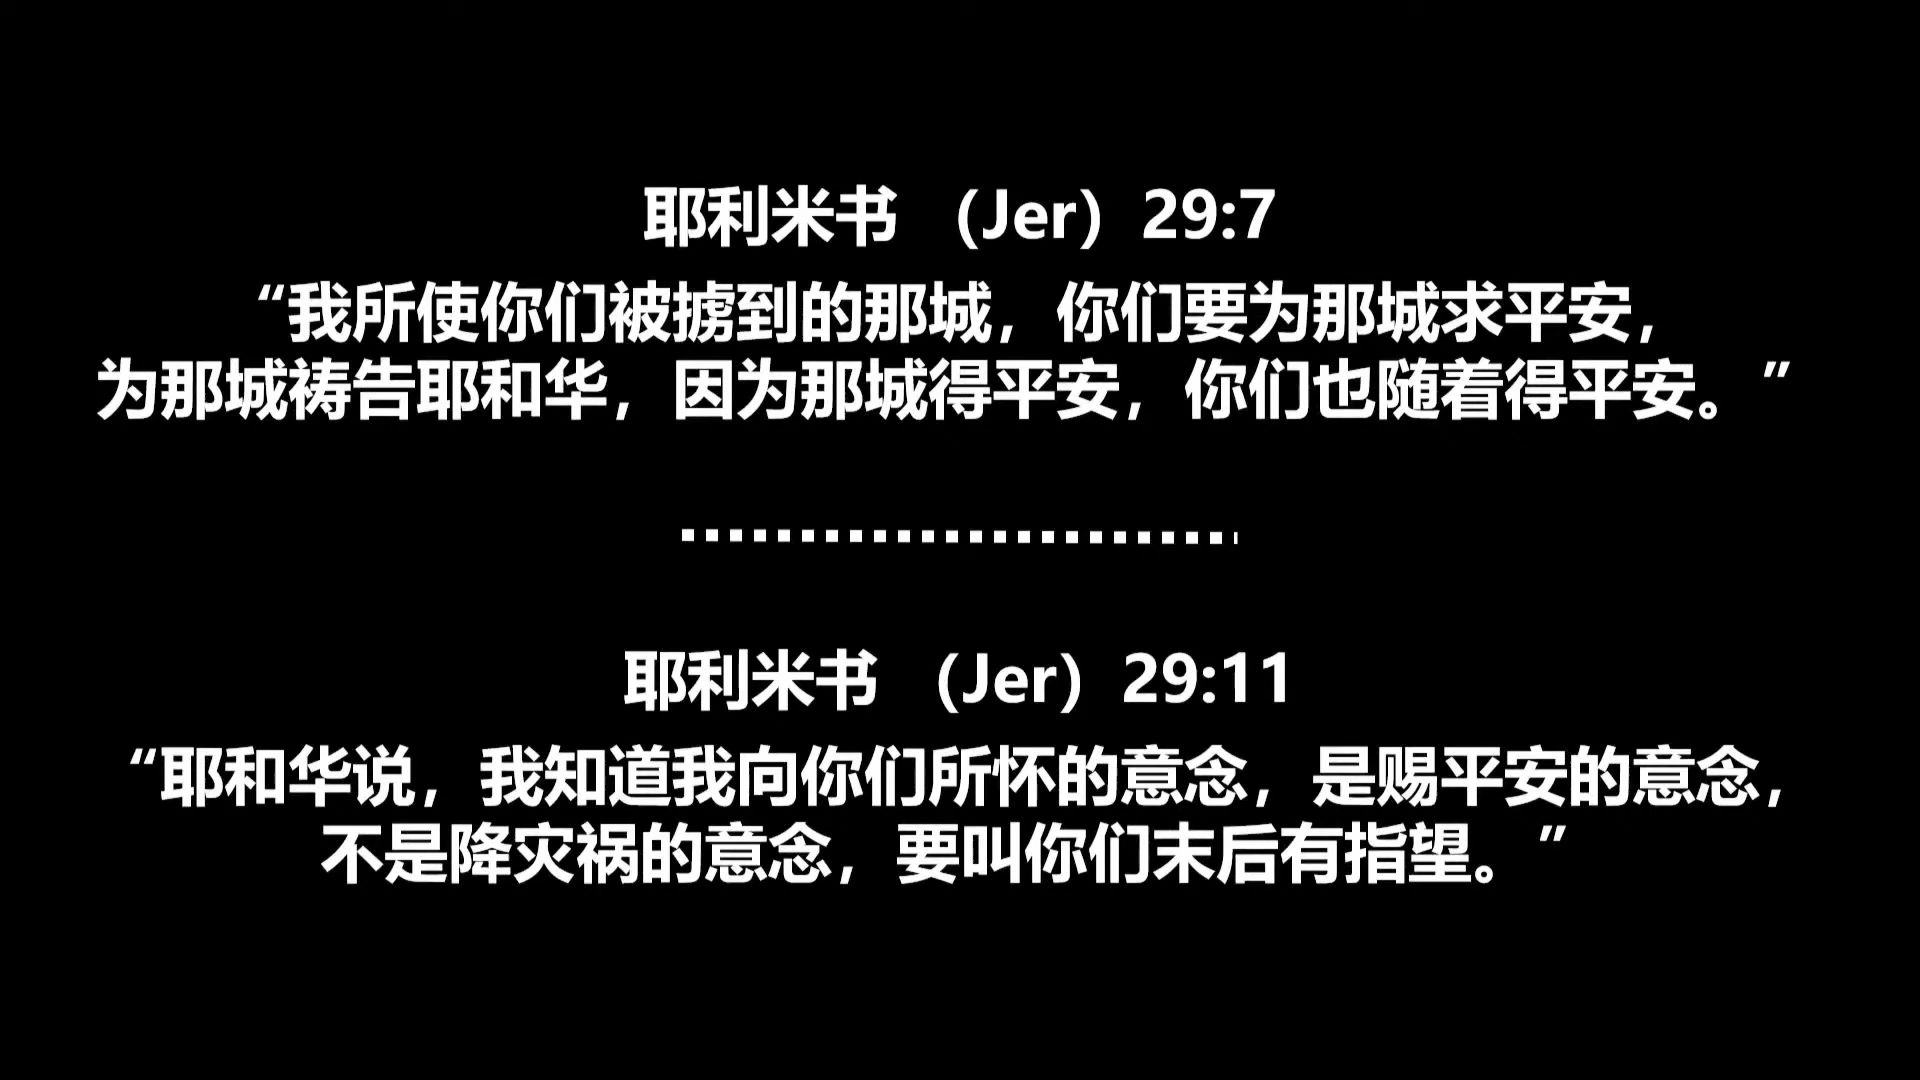 耶利米书 （Jer）29:7
“我所使你们被掳到的那城，你们要为那城求平安，
为那城祷告耶和华，因为那城得平安，你们也随着得平安。”
耶利米书 （Jer）29:11
“耶和华说，我知道我向你们所怀的意念，是赐平安的意念，
不是降灾祸的意念，要叫你们末后有指望。”